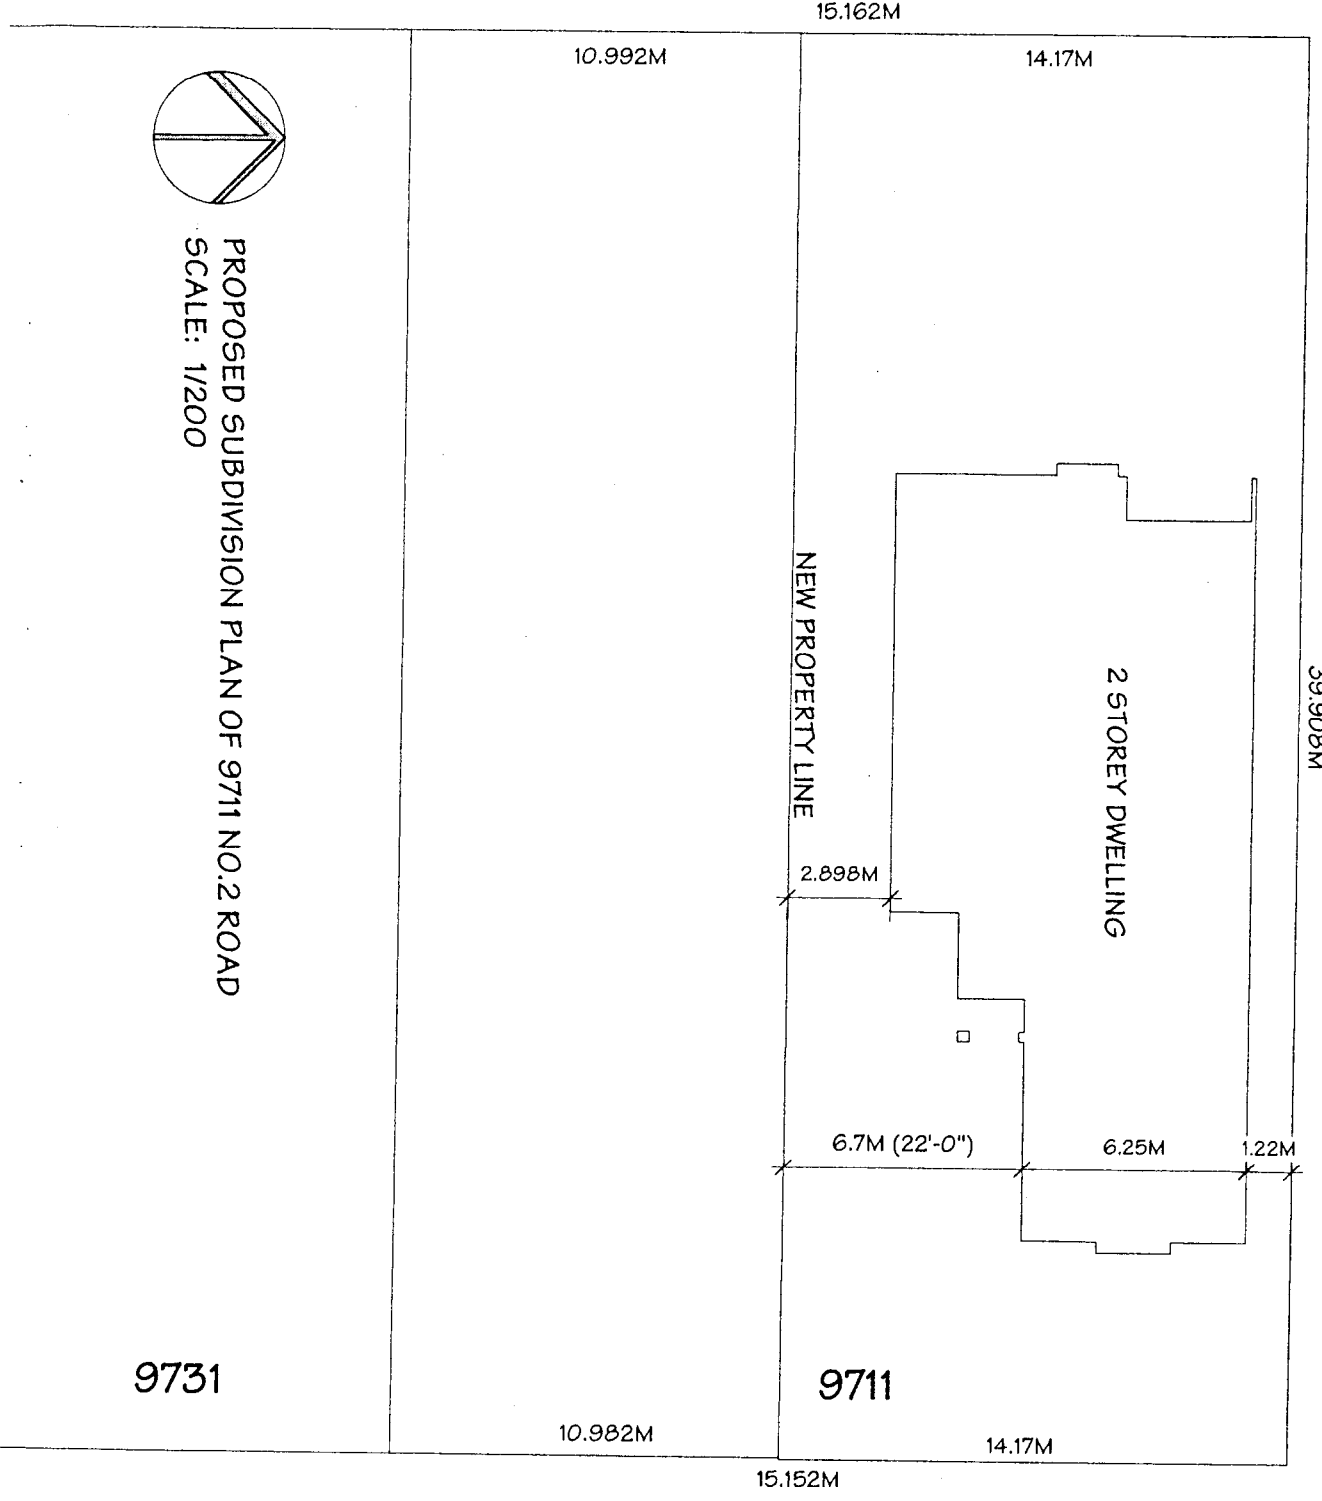 15.162M
10.992M
14.17M
PROPOSED SUBDIVISION PLAN OF 9711 NO.2 ROAD
SCALE: 1/200
NEW PROPERTY LINE
2 STOREY DWELLING
39.908M
2.898M
6.7M (22'-0")
6.25M
1.22M
9731
9711
10.982M
14.17M
15.152M